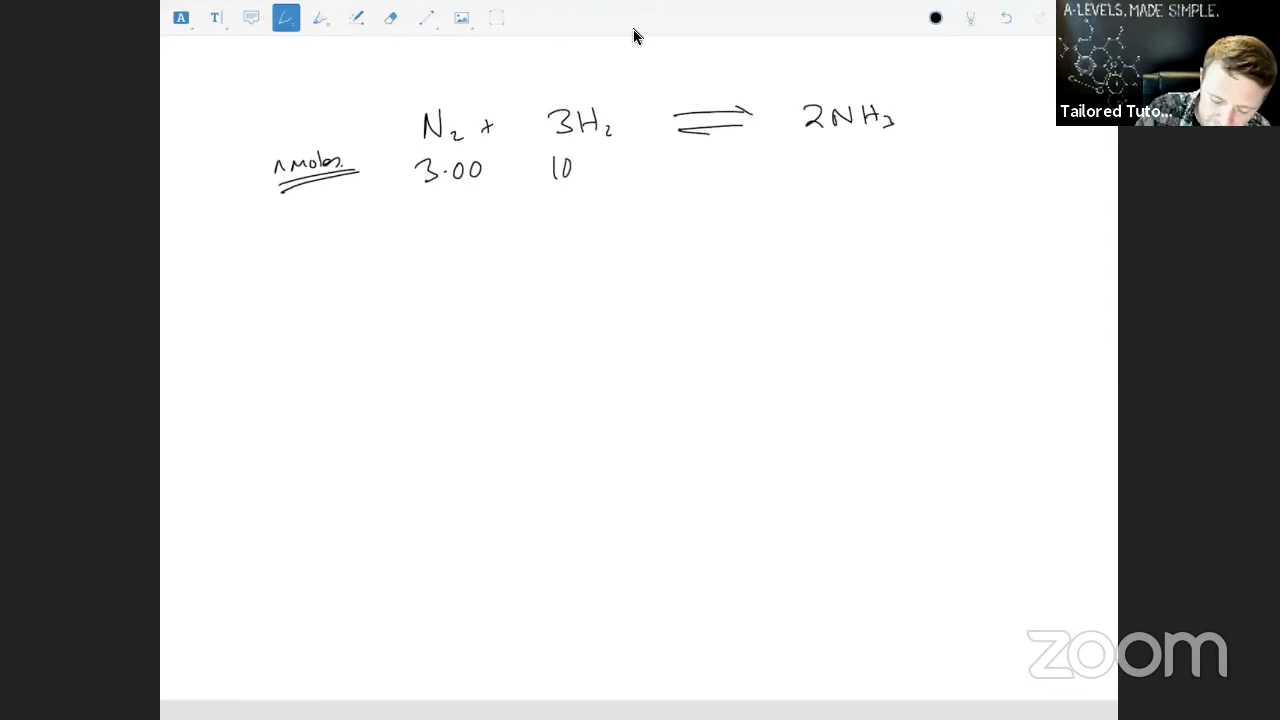 A-LEVELS, MADE SIMPLE.
Tailored Tuto...
N₂ + 3H₂ ⇌ 2NH₃
n moles. 3.00 10
zoom